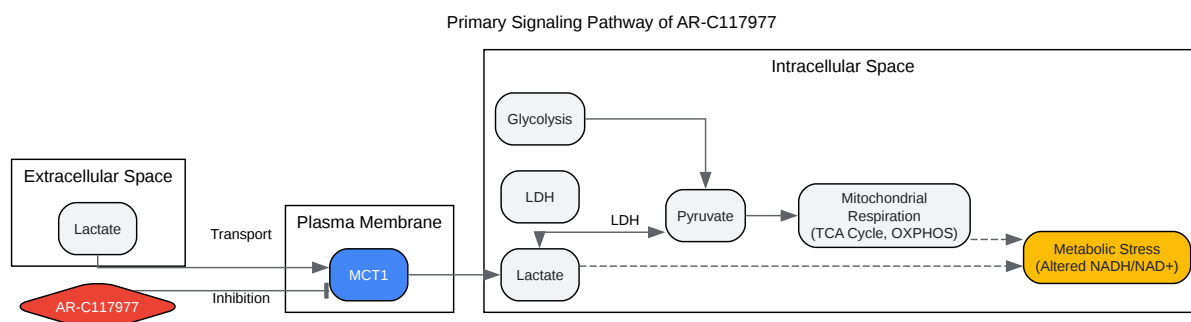 Primary Signaling Pathway of AR-C117977
Intracellular Space
Glycolysis
Extracellular Space
LDH
Mitochondrial
Respiration
(TCA Cycle, OXPHOS)
Lactate
Transport
Plasma Membrane
LDH
Pyruvate
MCT1
Lactate
Metabolic Stress
(Altered NADH/NAD+)
AR-C117977
Inhibition